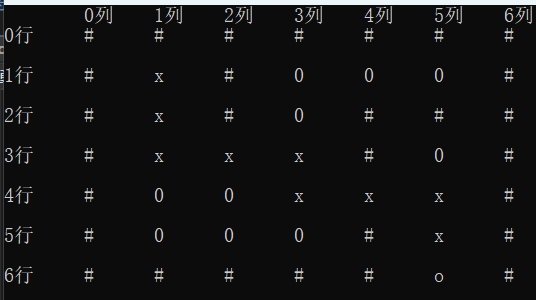 0列 1列 2列 3列 4列 5列 6列
0行 # # # # # # #
1行 # x # 0 0 0 #
2行 # x # 0 # # #
3行 # x x x # 0 #
4行 # 0 0 x x x #
5行 # 0 0 0 # x #
6行 # # # # # o #